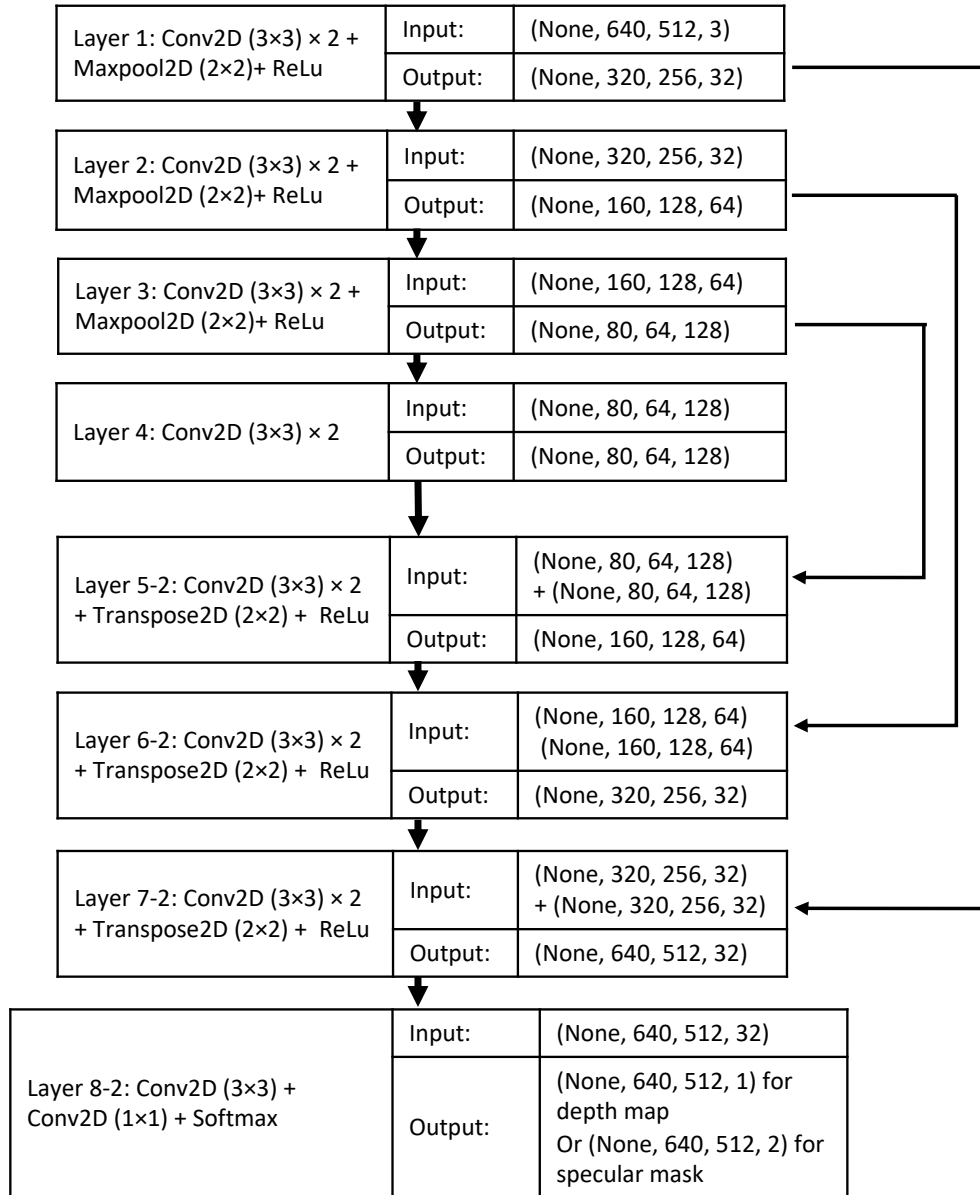 Layer 1: Conv2D (3×3) × 2 +
Maxpool2D (2×2)+ ReLu
Input:
(None, 640, 512, 3)
Output:
(None, 320, 256, 32)
Layer 2: Conv2D (3×3) × 2 +
Maxpool2D (2×2)+ ReLu
Input:
(None, 320, 256, 32)
Output:
(None, 160, 128, 64)
Layer 3: Conv2D (3×3) × 2 +
Maxpool2D (2×2)+ ReLu
Input:
(None, 160, 128, 64)
Output:
(None, 80, 64, 128)
Layer 4: Conv2D (3×3) × 2
Input:
(None, 80, 64, 128)
Output:
(None, 80, 64, 128)
Layer 5-2: Conv2D (3×3) × 2
+ Transpose2D (2×2) +  ReLu
Input:
(None, 80, 64, 128)
+ (None, 80, 64, 128)
Output:
(None, 160, 128, 64)
Layer 6-2: Conv2D (3×3) × 2
+ Transpose2D (2×2) +  ReLu
Input:
(None, 160, 128, 64)
(None, 160, 128, 64)
Output:
(None, 320, 256, 32)
Layer 7-2: Conv2D (3×3) × 2
+ Transpose2D (2×2) +  ReLu
Input:
(None, 320, 256, 32)
+ (None, 320, 256, 32)
Output:
(None, 640, 512, 32)
Layer 8-2: Conv2D (3×3) +
Conv2D (1×1) + Softmax
Input:
(None, 640, 512, 32)
Output:
(None, 640, 512, 1) for
depth map
Or (None, 640, 512, 2) for
specular mask